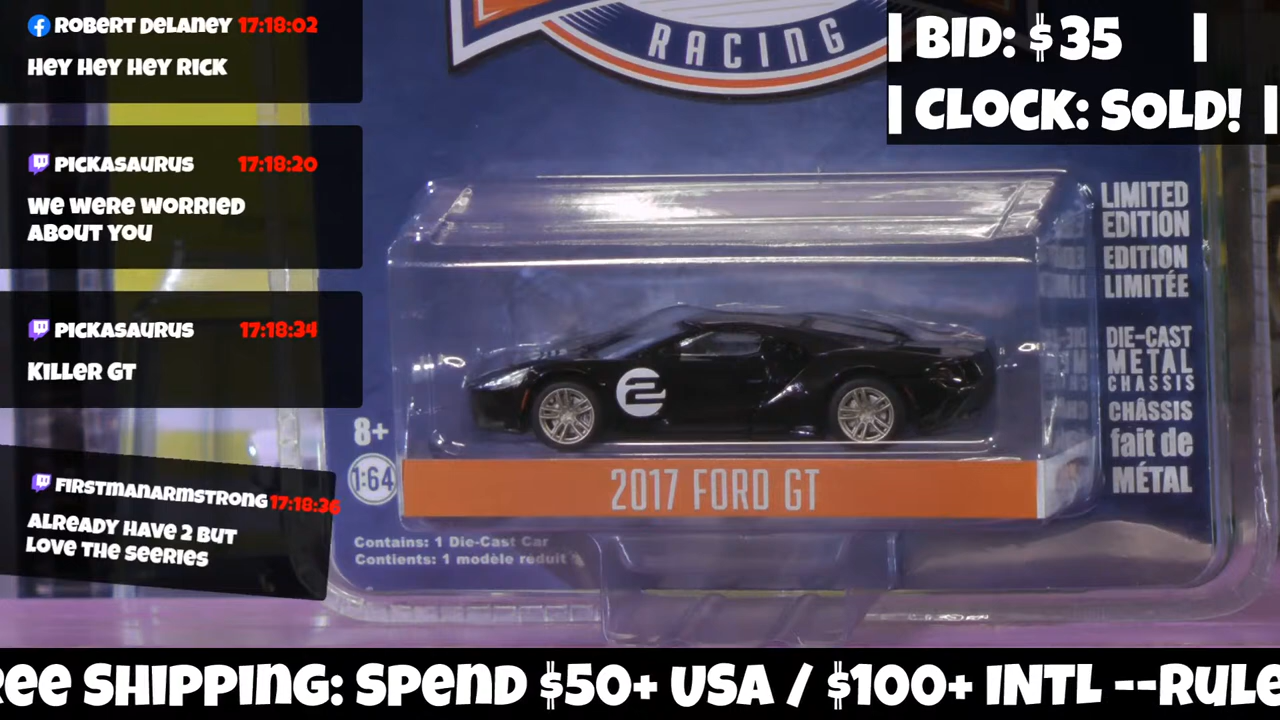 ROBERT DELANEY 17:18:02
HEY HEY HEY RICK
PICKASAURUS 17:18:20
WE WERE WORRIED
ABOUT YOU
PICKASAURUS 17:18:34
KILLER GT
FIRSTMANARMSTRONG 17:18:36
ALREADY HAVE 2 BUT
LOVE THE SEERIES
RACING
| BID: $35 |
| CLOCK: SOLD! |
LIMITED
EDITION
EDITION
LIMITÉE
DIE-CAST
METAL
CHASSIS
CHÂSSIS
fait de
MÉTAL
2
8+
1:64
2017 FORD GT
Contains: 1 Die-Cast Car
Contient: 1 modèle réduit
REE SHIPPING: SPEND $50+ USA / $100+ INTL --RULE